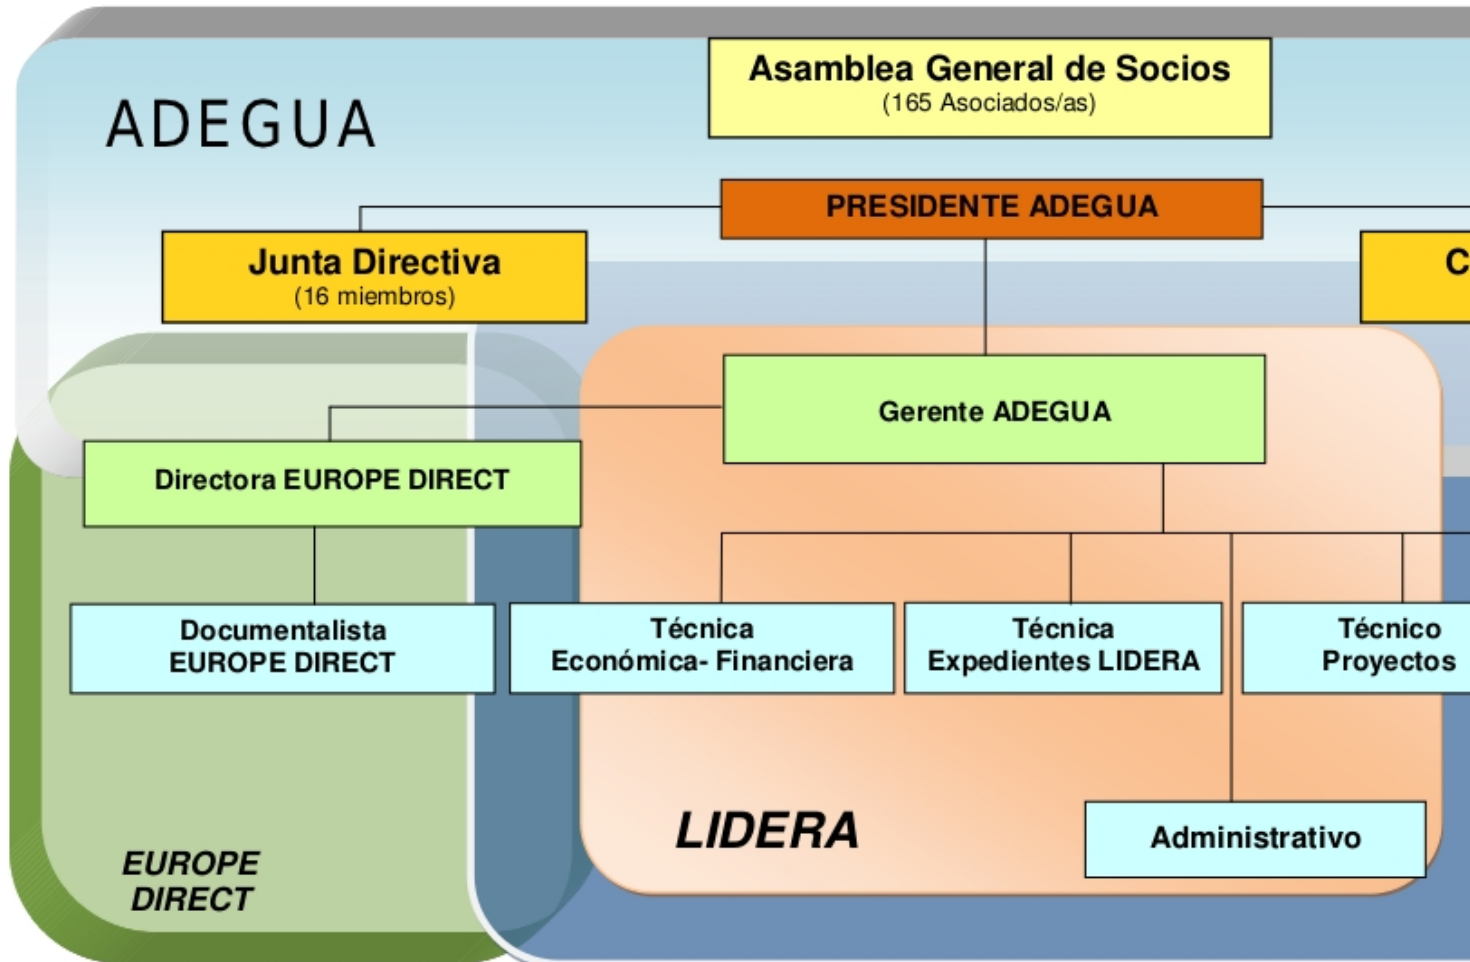 Asamblea General de Socios
(165 Asociados/as)
ADEGUA
PRESIDENTE ADEGUA
Junta Directiva
(16 miembros)
C
Gerente ADEGUA
Directora EUROPE DIRECT
Documentalista
EUROPE DIRECT
Técnica
Económica- Financiera
Técnica
Expedientes LIDERA
Técnico
Proyectos
LIDERA
Administrativo
EUROPE
DIRECT